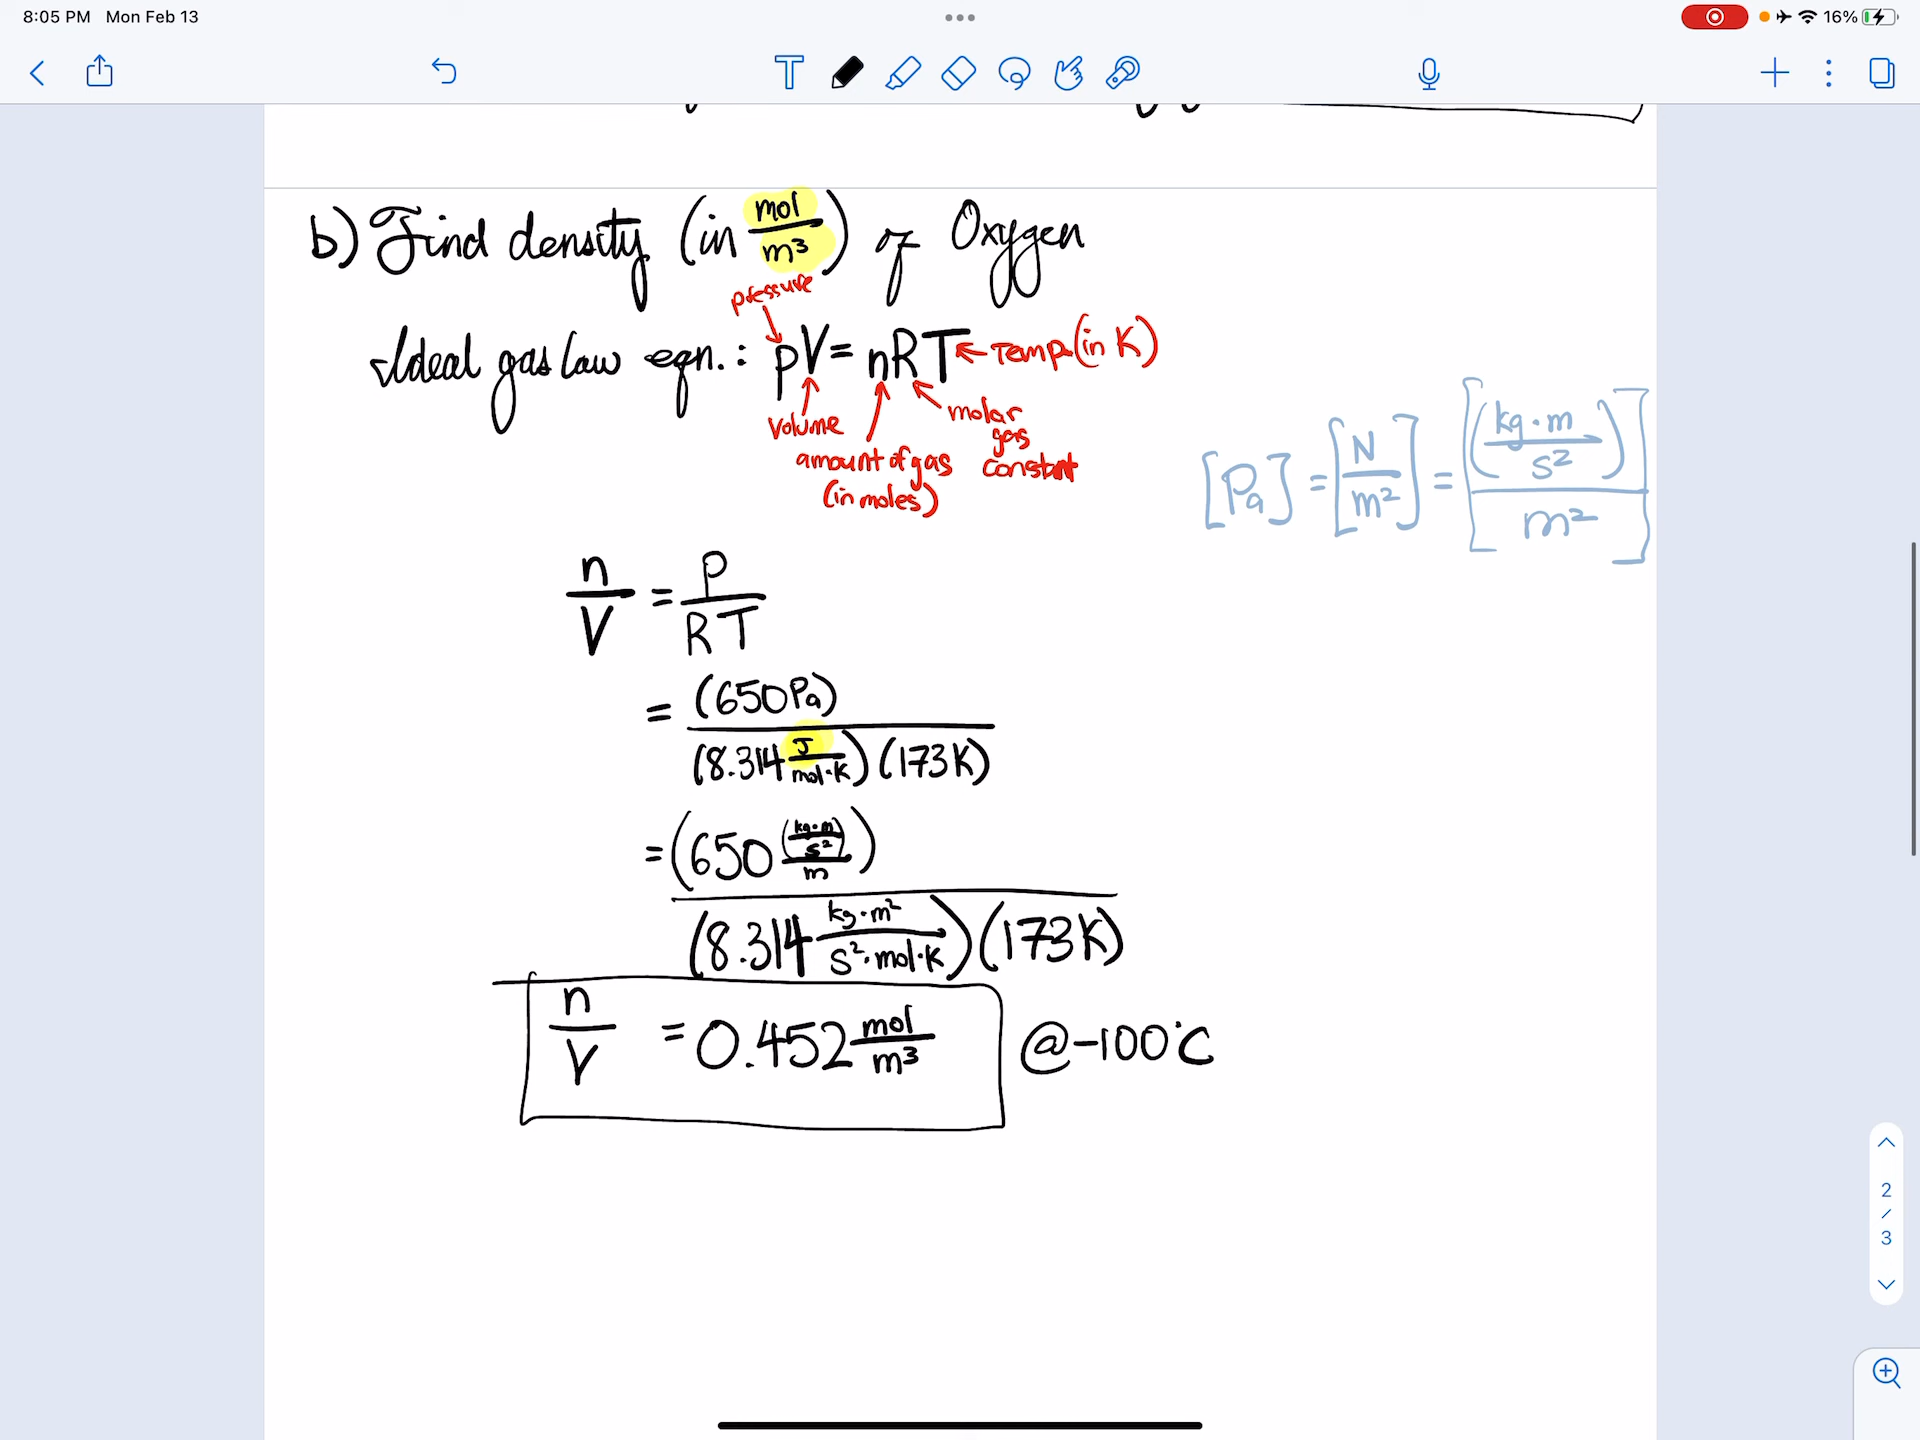 8:05 PM Mon Feb 13
16%
b) Find density (in mol/m³) of Oxygen
pressure
Ideal gas law eqn.: pV = nRT ← Temp (in K)
Volume
molar gas constant
amount of gas (in moles)
[Pa] = [N/m²] = [(kg·m/s²)/m²]
n/V = P/RT
= (650 Pa)/(8.314 J/mol·K)(173K)
= (650 (kg·m/s²)/m)/(8.314 kg·m²/s²·mol·K)(173K)
n/V = 0.452 mol/m³ @-100°C
2
/
3